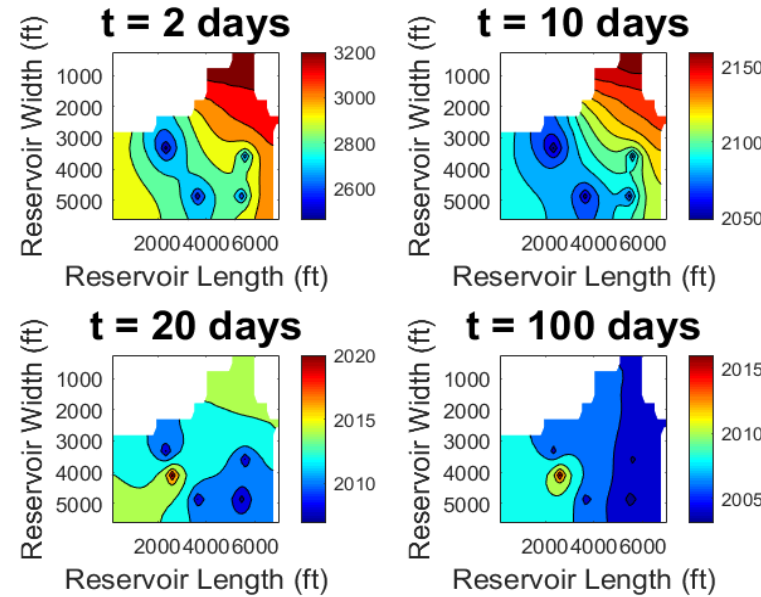 t = 2 days
Reservoir Width (ft)
1000
2000
3000
4000
5000
2000 4000 6000
Reservoir Length (ft)
3200
3000
2800
2600
t = 10 days
Reservoir Width (ft)
1000
2000
3000
4000
5000
2000 4000 6000
Reservoir Length (ft)
2150
2100
2050
t = 20 days
Reservoir Width (ft)
1000
2000
3000
4000
5000
2000 4000 6000
Reservoir Length (ft)
2020
2015
2010
t = 100 days
Reservoir Width (ft)
1000
2000
3000
4000
5000
2000 4000 6000
Reservoir Length (ft)
2015
2010
2005